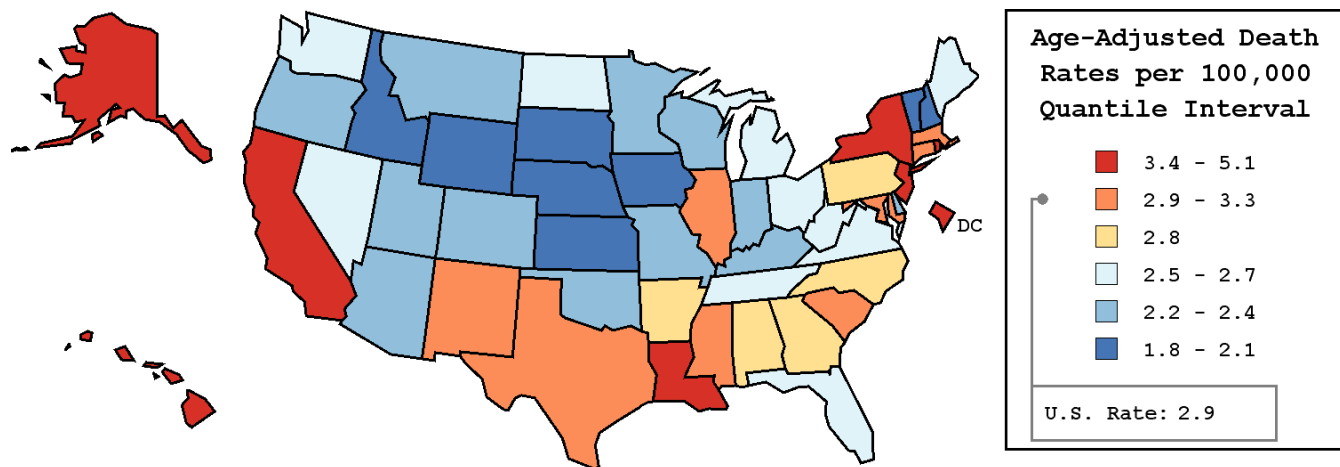 Age-Adjusted Death
Rates per 100,000
Quantile Interval
3.4 - 5.1
2.9 - 3.3
2.8
2.5 - 2.7
2.2 - 2.4
1.8 - 2.1
U.S. Rate: 2.9
DC